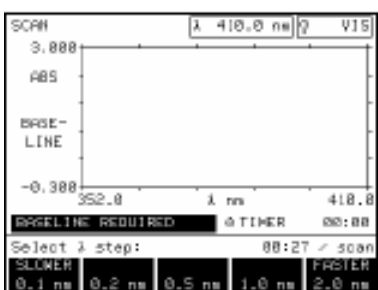 SCAN λ 410.0 nm VIS
3.000
ABS
BASE-
LINE
-0.300
352.0 λ nm 410.0
BASELINE REQUIRED TIMER 00:00
Select λ step: 00:27 / scan
SLOWER FASTER
0.1 nm 0.2 nm 0.5 nm 1.0 nm 2.0 nm